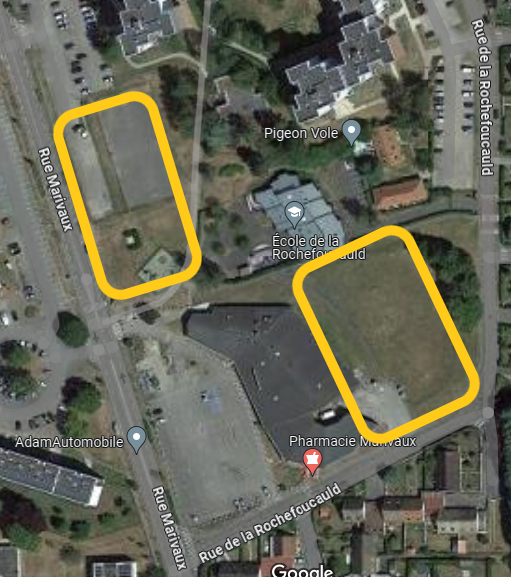 Rue de la Rochefoucauld
Pigeon Vole
Rue Marivaux
École de la
Rochefoucauld
AdamAutomobile
Pharmacie Marivaux
Rue Marivaux
Rue de la Rochefoucauld
Google